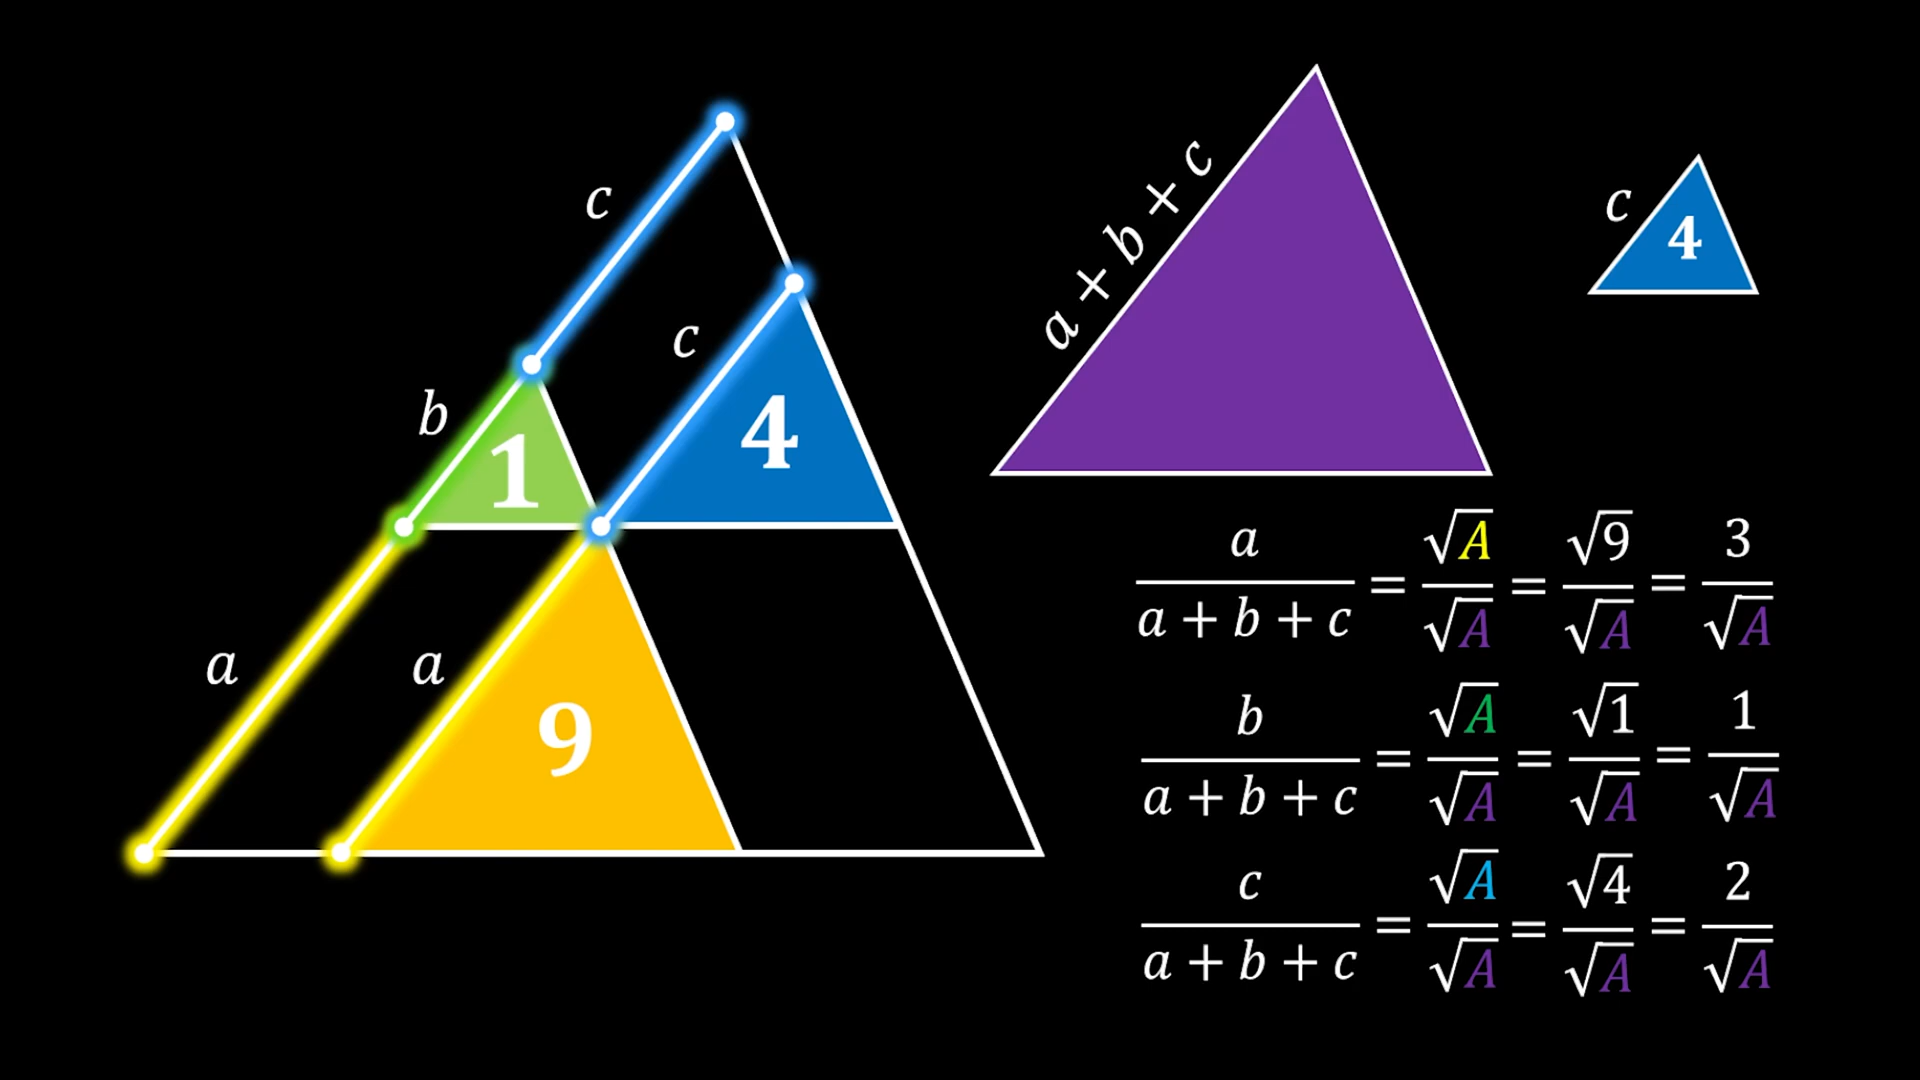 c
c
b
1
4
a
a
9
a + b + c
c
4
a / (a + b + c) = √A / √A = √9 / √A = 3 / √A
b / (a + b + c) = √A / √A = √1 / √A = 1 / √A
c / (a + b + c) = √A / √A = √4 / √A = 2 / √A